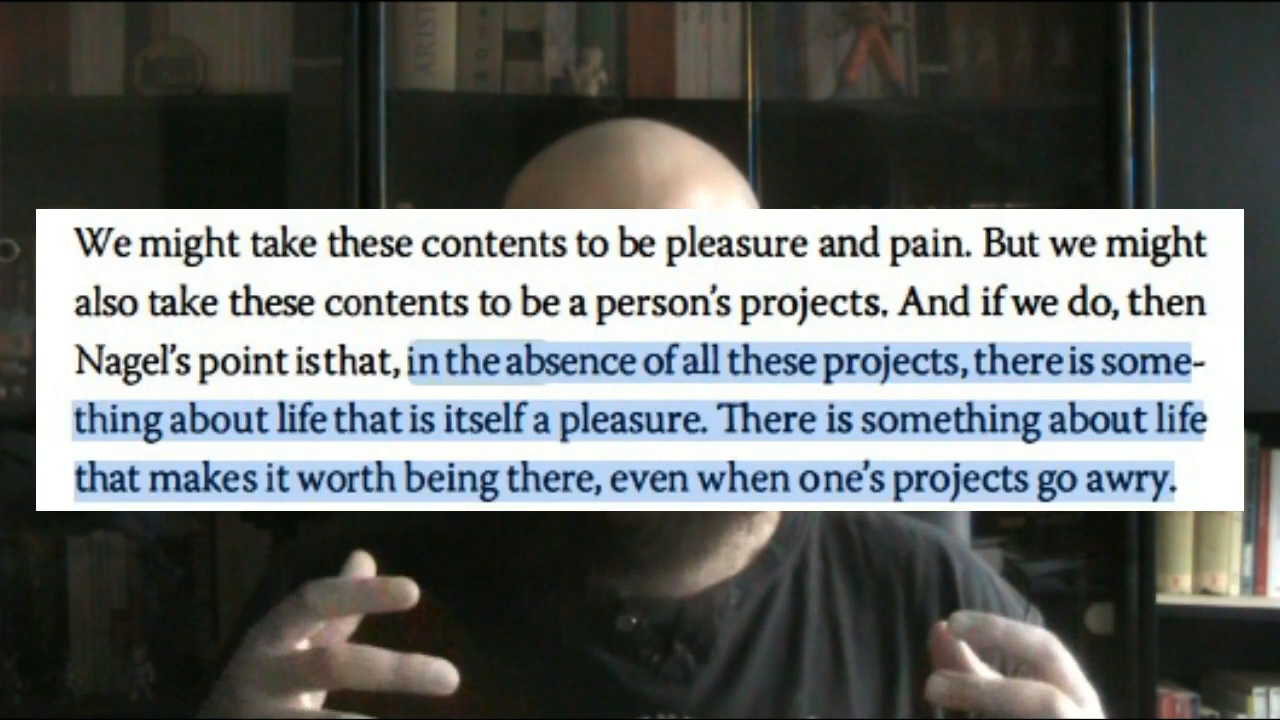 ARIST
We might take these contents to be pleasure and pain. But we might
also take these contents to be a person's projects. And if we do, then
Nagel's point is that, in the absence of all these projects, there is some-
thing about life that is itself a pleasure. There is something about life
that makes it worth being there, even when one's projects go awry.